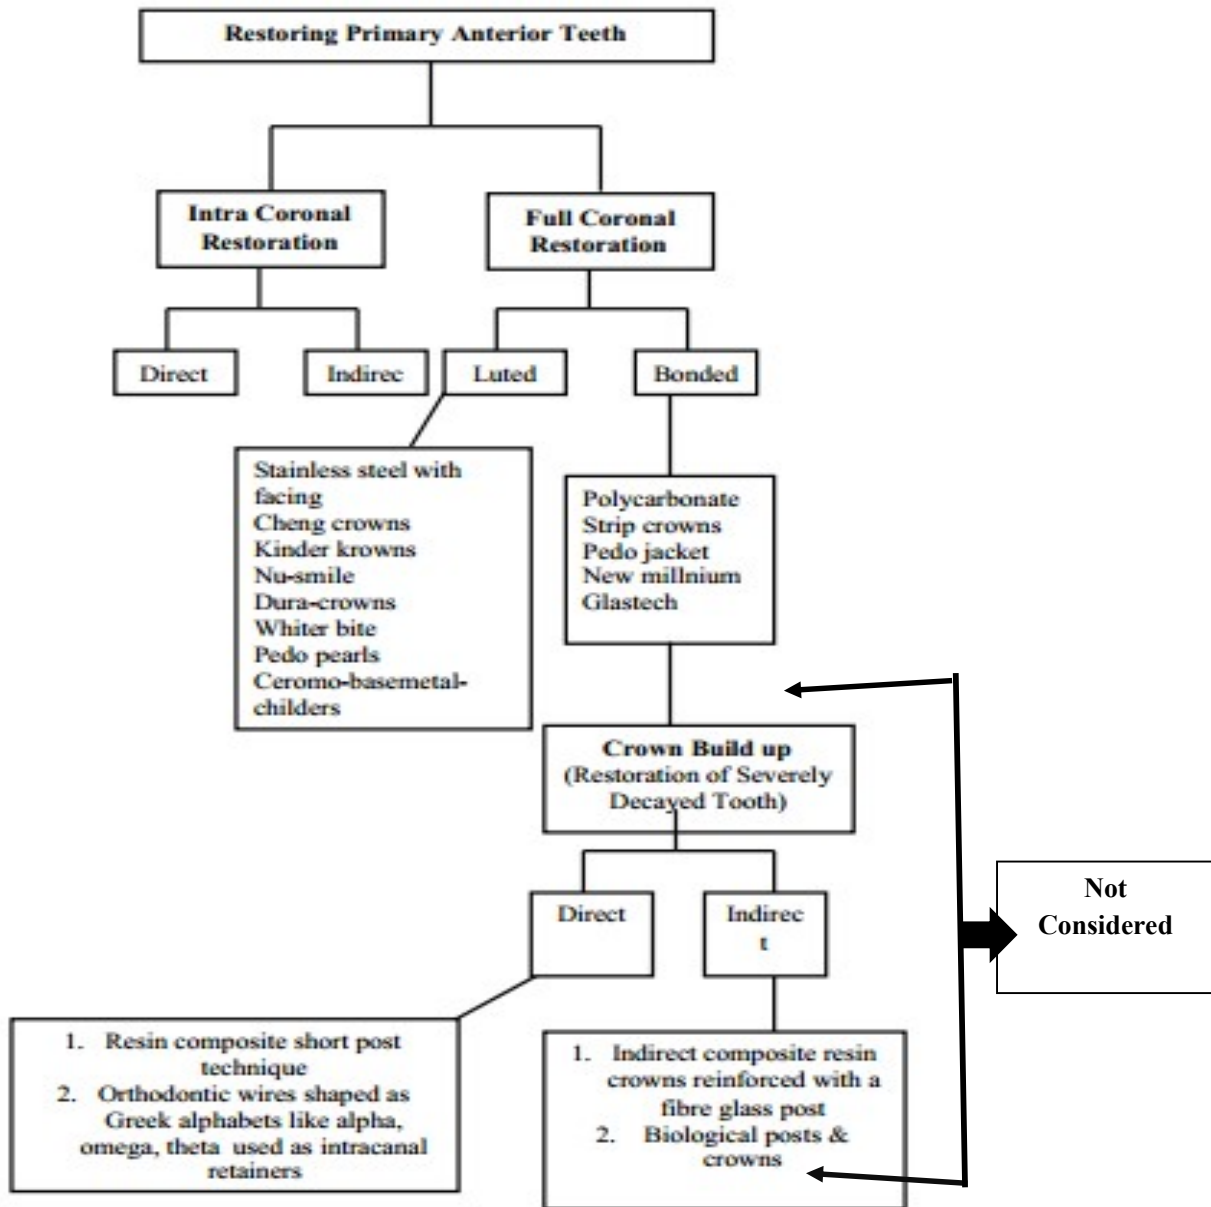 Restoring Primary Anterior Teeth
Intra Coronal
Restoration
Full Coronal
Restoration
Direct
Indirec
Luted
Bonded
Stainless steel with
facing
Cheng crowns
Kinder krowns
Nu-smile
Dura-crowns
Whiter bite
Pedo pearls
Ceromo-basemetal-
childers
Polycarbonate
Strip crowns
Pedo jacket
New millnium
Glastech
Crown Build up
(Restoration of Severely
Decayed Tooth)
Direct
Indirec
t
Not
Considered
1. Resin composite short post
technique
2. Orthodontic wires shaped as
Greek alphabets like alpha,
omega, theta used as intracanal
retainers
1. Indirect composite resin
crowns reinforced with a
fibre glass post
2. Biological posts &
crowns